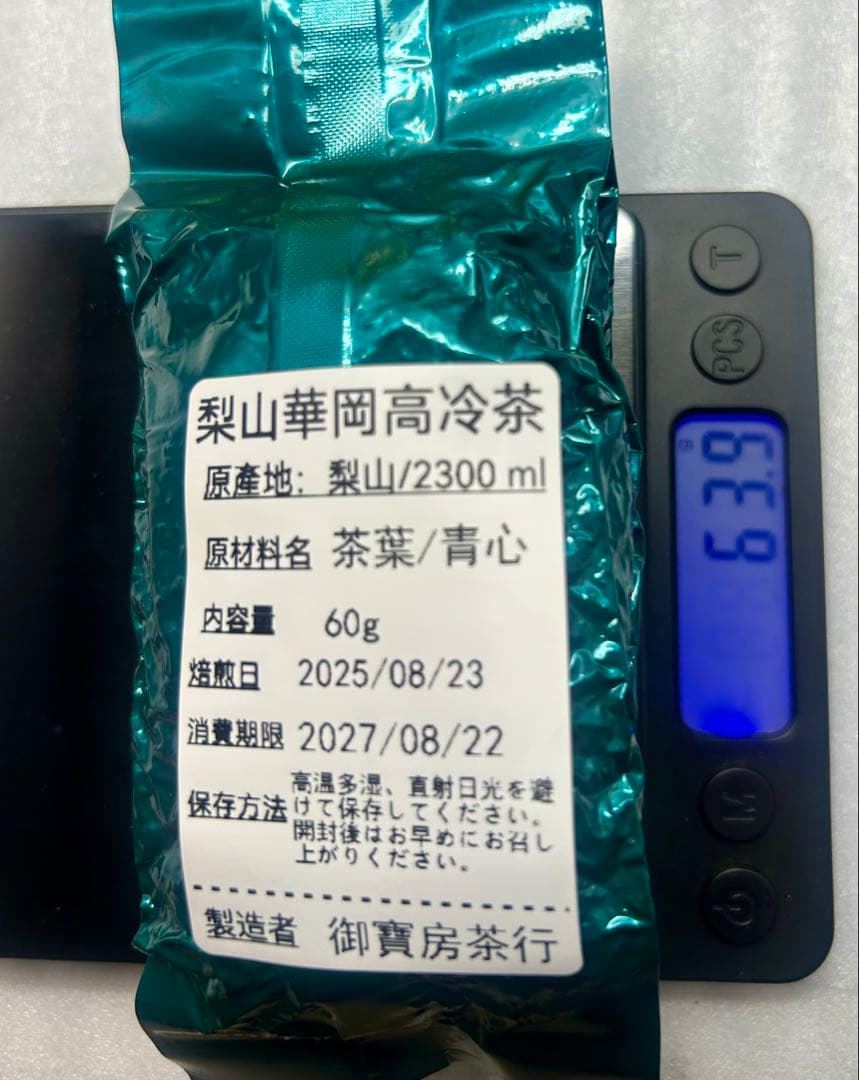 梨山華岡高冷茶
原產地：梨山/2300 ml
原材料名 茶葉/青心
内容量 60g
焙煎日 2025/08/23
消費期限 2027/08/22
保存方法 高温多湿、直射日光を避
けて保存してください。
開封後はお早めにお召し
上がりください。
製造者 御寶房茶行
T
PCS
g
63.9
M